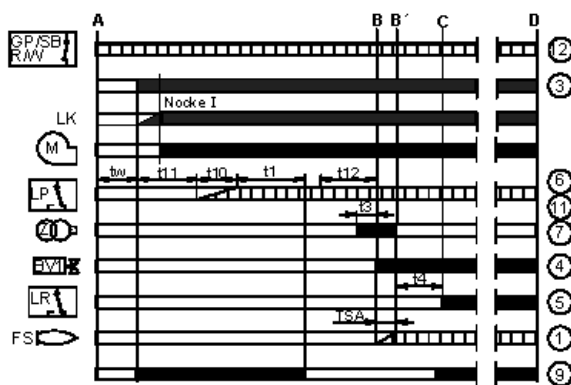 A B B´ C D
GP/SB
R/W
12
3
Nocke I
LK
M
tw t11 t10 t1 t12
LP
6
11
t3
7
BV1
4
t4
LR
5
TSA
FS
1
9